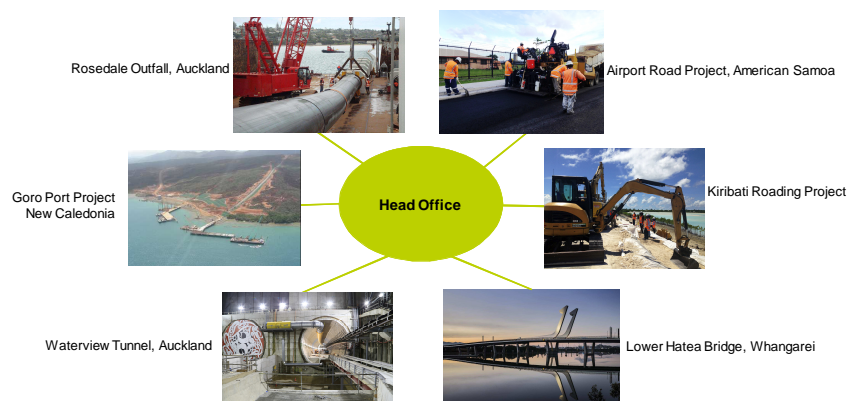 Rosedale Outfall, Auckland
Airport Road Project, American Samoa
Goro Port Project
New Caledonia
Head Office
Kiribati Roading Project
Waterview Tunnel, Auckland
Lower Hatea Bridge, Whangarei